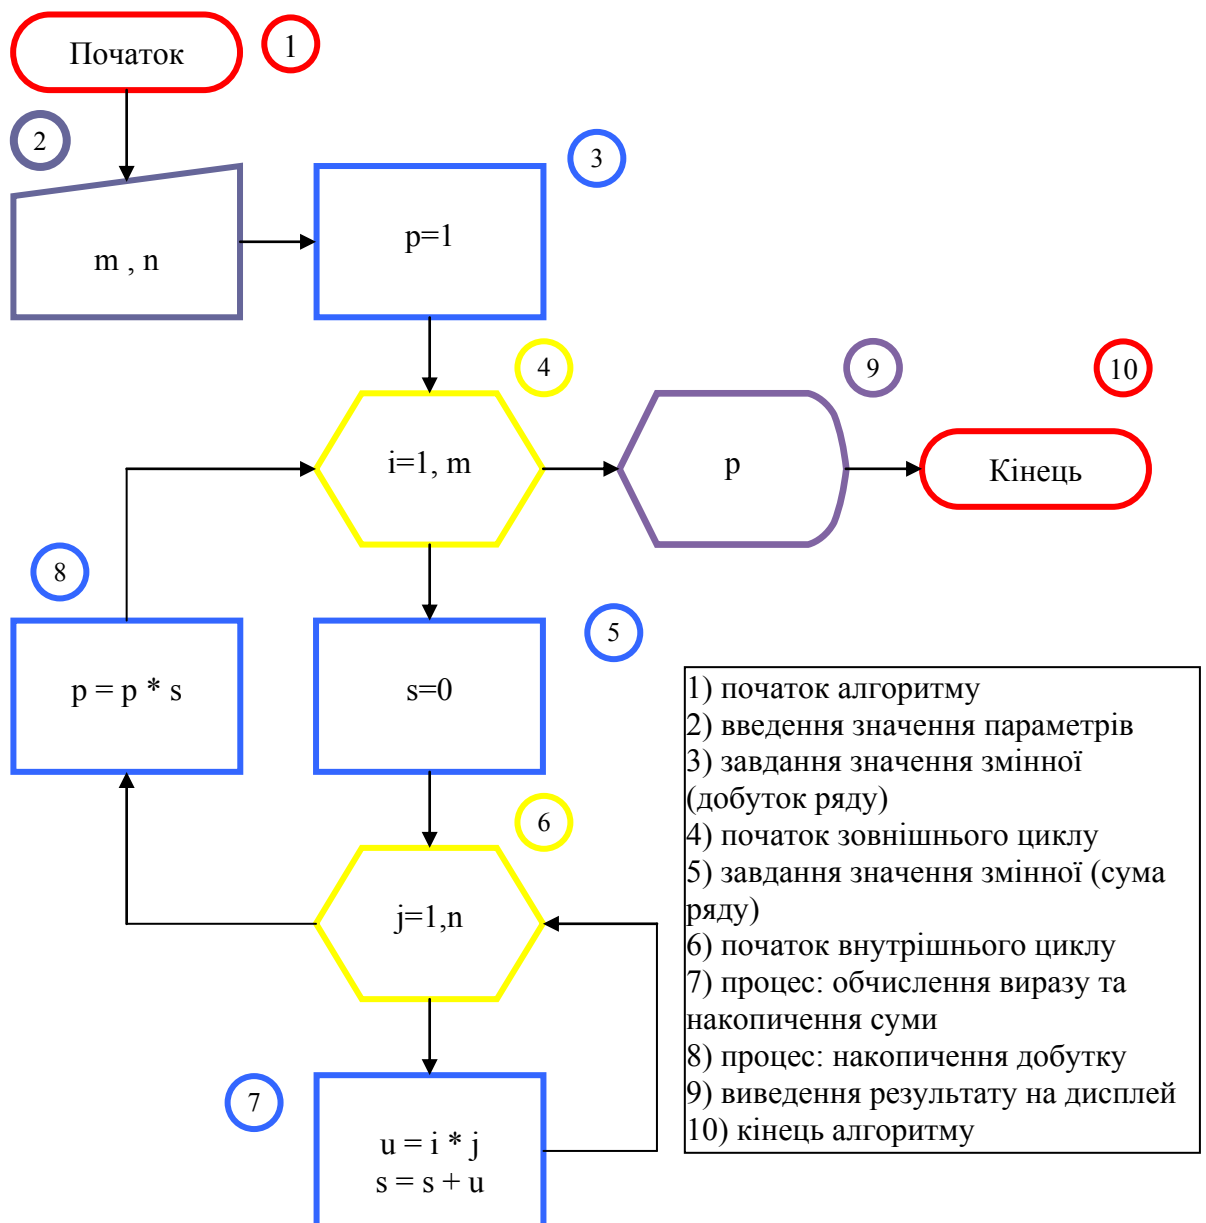 Початок
1
2
3
m , n
p=1
4
9
10
i=1, m
p
Кінець
8
5
p = p * s
s=0
6
j=1,n
7
u = i * j
s = s + u
1) початок алгоритму
2) введення значення параметрів
3) завдання значення змінної
(добуток ряду)
4) початок зовнішнього циклу
5) завдання значення змінної (сума
ряду)
6) початок внутрішнього циклу
7) процес: обчислення виразу та
накопичення суми
8) процес: накопичення добутку
9) виведення результату на дисплей
10) кінець алгоритму